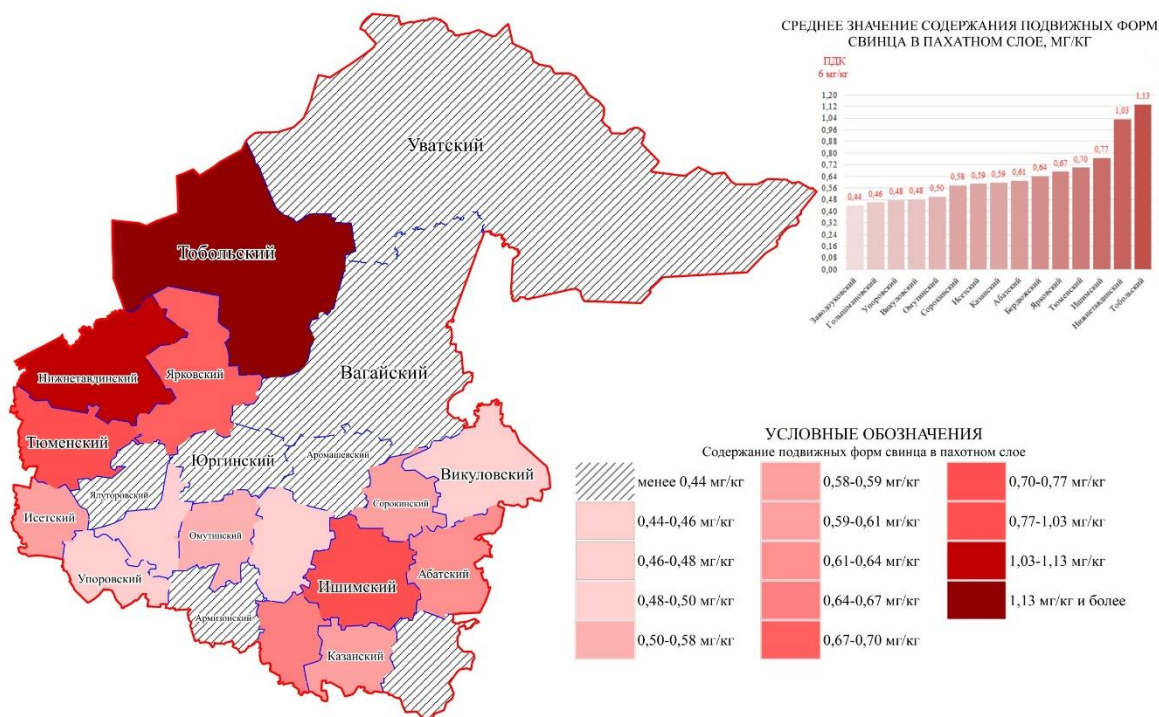 СРЕДНЕЕ ЗНАЧЕНИЕ СОДЕРЖАНИЯ ПОДВИЖНЫХ ФОРМ
СВИНЦА В ПАХАТНОМ СЛОЕ, МГ/КГ
ПДК
6 мг/кг
1,20
1,12
1,04
0,96
0,88
0,80
0,72
0,64
0,56
0,48
0,40
0,32
0,24
0,16
0,08
0,00
0,44
0,46
0,48
0,48
0,50
0,58
0,59
0,59
0,61
0,64
0,67
0,70
0,77
1,03
1,13
Заводоуковский
Голышмановский
Упоровский
Викуловский
Омутинский
Сорокинский
Исетский
Казанский
Абатский
Бердюжский
Ярковский
Тюменский
Ишимский
Нижнетавдинский
Тобольский
Уватский
Тобольский
Вагайский
Нижнетавдинский
Ярковский
Тюменский
Юргинский
Аромашевский
Викуловский
Ялуторовский
Сорокинский
Исетский
Омутинский
Упоровский
Ишимский
Абатский
Армизонский
Казанский
УСЛОВНЫЕ ОБОЗНАЧЕНИЯ
Содержание подвижных форм свинца в пахотном слое
менее 0,44 мг/кг
0,44-0,46 мг/кг
0,46-0,48 мг/кг
0,48-0,50 мг/кг
0,50-0,58 мг/кг
0,58-0,59 мг/кг
0,59-0,61 мг/кг
0,61-0,64 мг/кг
0,64-0,67 мг/кг
0,67-0,70 мг/кг
0,70-0,77 мг/кг
0,77-1,03 мг/кг
1,03-1,13 мг/кг
1,13 мг/кг и более